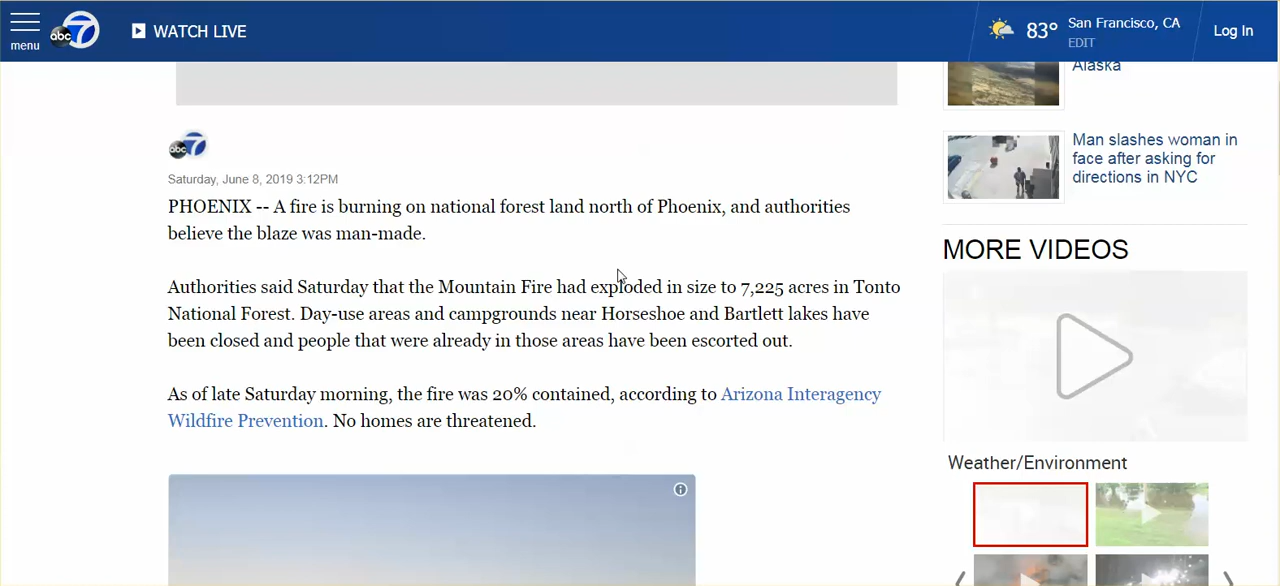 menu
abc 7
WATCH LIVE
83°
San Francisco, CA
EDIT
Log In
abc 7
Saturday, June 8, 2019 3:12PM
PHOENIX -- A fire is burning on national forest land north of Phoenix, and authorities
believe the blaze was man-made.
Authorities said Saturday that the Mountain Fire had exploded in size to 7,225 acres in Tonto
National Forest. Day-use areas and campgrounds near Horseshoe and Bartlett lakes have
been closed and people that were already in those areas have been escorted out.
As of late Saturday morning, the fire was 20% contained, according to Arizona Interagency
Wildfire Prevention. No homes are threatened.
Alaska
Man slashes woman in
face after asking for
directions in NYC
MORE VIDEOS
Weather/Environment